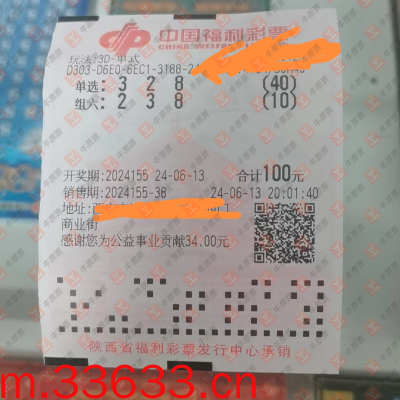 中国福利彩票
玩法:3D-单式
D303-D6E0-6EC1-3188-2
单选: 3 2 8 (40)
组六: 2 3 8 (10)
开奖期:2024155 24-06-13 合计100元
销售期:2024155-38 24-06-13 20:01:40
地址:
商业街
感谢您为公益事业贡献34.00元
陕西省福利彩票发行中心承销
m.33633.cn